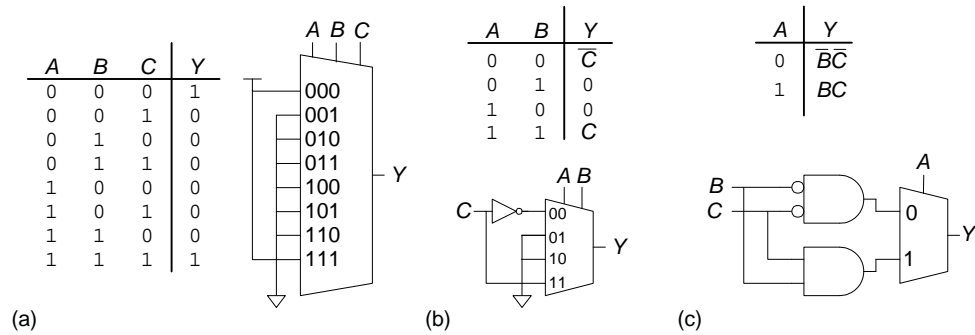 A B C Y
0 0 0 1
0 0 1 0
0 1 0 0
0 1 1 0
1 0 0 0
1 0 1 0
1 1 0 0
1 1 1 1
A B C
000
001
010
011
100
101
110
111
Y
(a)
A B Y
0 0 C̅
0 1 0
1 0 0
1 1 C
A B
C
00
01
10
11
Y
(b)
A Y
0 B̅C̅
1 BC
A
B
C
0
1
Y
(c)